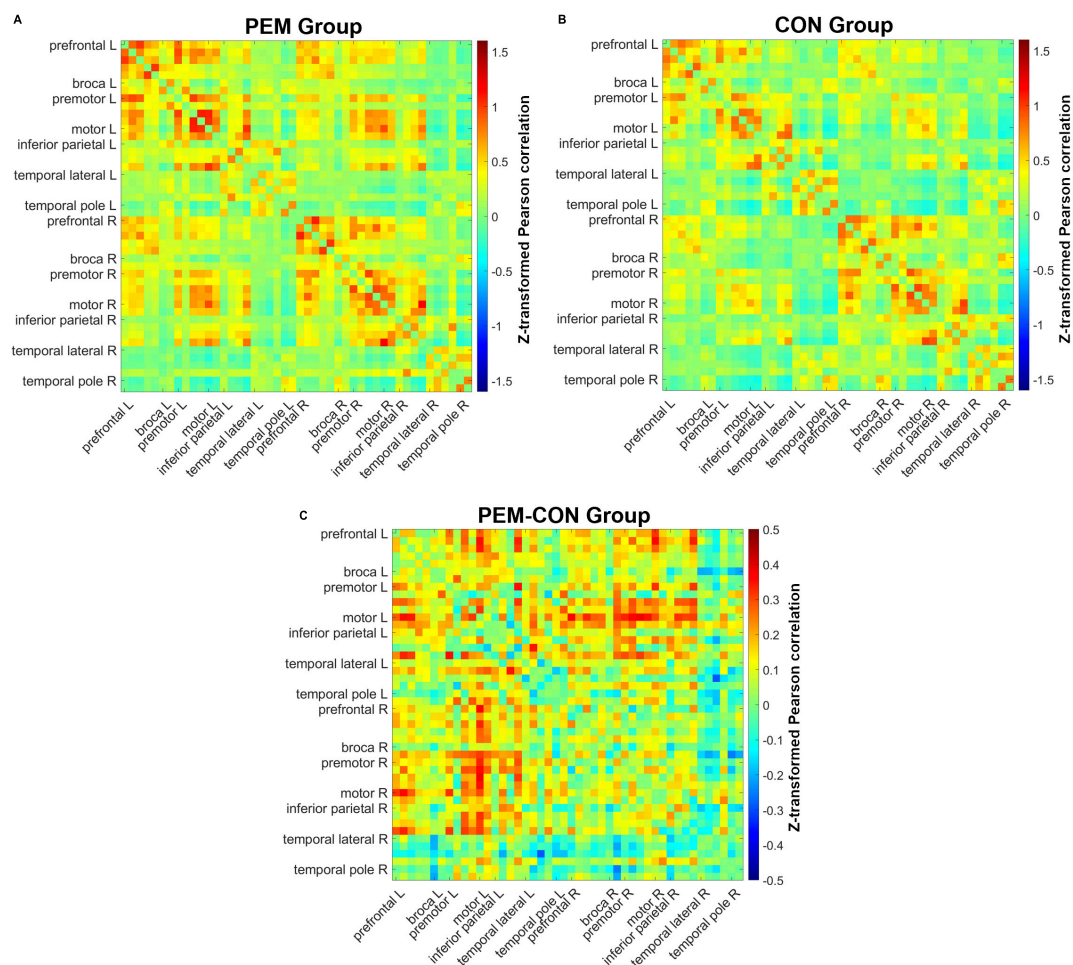 A
PEM Group
prefrontal L
broca L
premotor L
motor L
inferior parietal L
temporal lateral L
temporal pole L
prefrontal R
broca R
premotor R
motor R
inferior parietal R
temporal lateral R
temporal pole R
prefrontal L
broca L
premotor L
motor L
inferior parietal L
temporal lateral L
temporal pole L
prefrontal R
broca R
premotor R
motor R
inferior parietal R
temporal lateral R
temporal pole R
1.5
1
0.5
0
-0.5
-1
-1.5
Z-transformed Pearson correlation
B
CON Group
prefrontal L
broca L
premotor L
motor L
inferior parietal L
temporal lateral L
temporal pole L
prefrontal R
broca R
premotor R
motor R
inferior parietal R
temporal lateral R
temporal pole R
prefrontal L
broca L
premotor L
motor L
inferior parietal L
temporal lateral L
temporal pole L
prefrontal R
broca R
premotor R
motor R
inferior parietal R
temporal lateral R
temporal pole R
1.5
1
0.5
0
-0.5
-1
-1.5
Z-transformed Pearson correlation
C
PEM-CON Group
prefrontal L
broca L
premotor L
motor L
inferior parietal L
temporal lateral L
temporal pole L
prefrontal R
broca R
premotor R
motor R
inferior parietal R
temporal lateral R
temporal pole R
prefrontal L
broca L
premotor L
motor L
inferior parietal L
temporal lateral L
temporal pole L
prefrontal R
broca R
premotor R
motor R
inferior parietal R
temporal lateral R
temporal pole R
0.5
0.4
0.3
0.2
0.1
0
-0.1
-0.2
-0.3
-0.4
-0.5
Z-transformed Pearson correlation